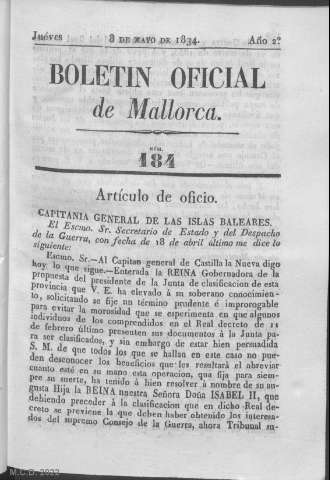 Juéves 8 DE MAYO DE 1834. Año 2º
BOLETIN OFICIAL
de Mallorca.
NÚM.
184
Artículo de oficio.
CAPITANIA GENERAL DE LAS ISLAS BALEARES.
El Escmo. Sr. Secretario de Estado y del Despacho
de la Guerra, con fecha de 18 de abril último me dice lo
siguiente:
Escmo. Sr.—Al Capitan general de Castilla la Nueva digo
hoy lo que sigue.—Enterada la REINA Gobernadora de la
propuesta del presidente de la Junta de clasificacion de esta
provincia que V. E. ha elevado á su soberano conocimien-
to, solicitando se fije un término prudente é improrogable
para evitar la morosidad que se esperimenta en que algunos
individuos de los comprendidos en el Real decreto de 15
de febrero último presenten sus documentos á la Junta pa-
ra ser clasificados, y sin embargo de estar bien persuadida
S. M. de que todos los que se hallan en este caso no pue-
den desconocer los beneficios que les resultará el abreviar
cuanto esté en su mano esta operacion, que fija para siem-
pre su suerte, ha tenido á bien resolver á nombre de su au-
gusta Hija la REINA nuestra Señora Doña ISABEL II, que
debiendo preceder á la clasificacion que en dicho Real de-
creto se previene la que deben haber obtenido los interesa-
dos del supremo Consejo de la Guerra, ahora Tribunal su-
M.C.D. 2022